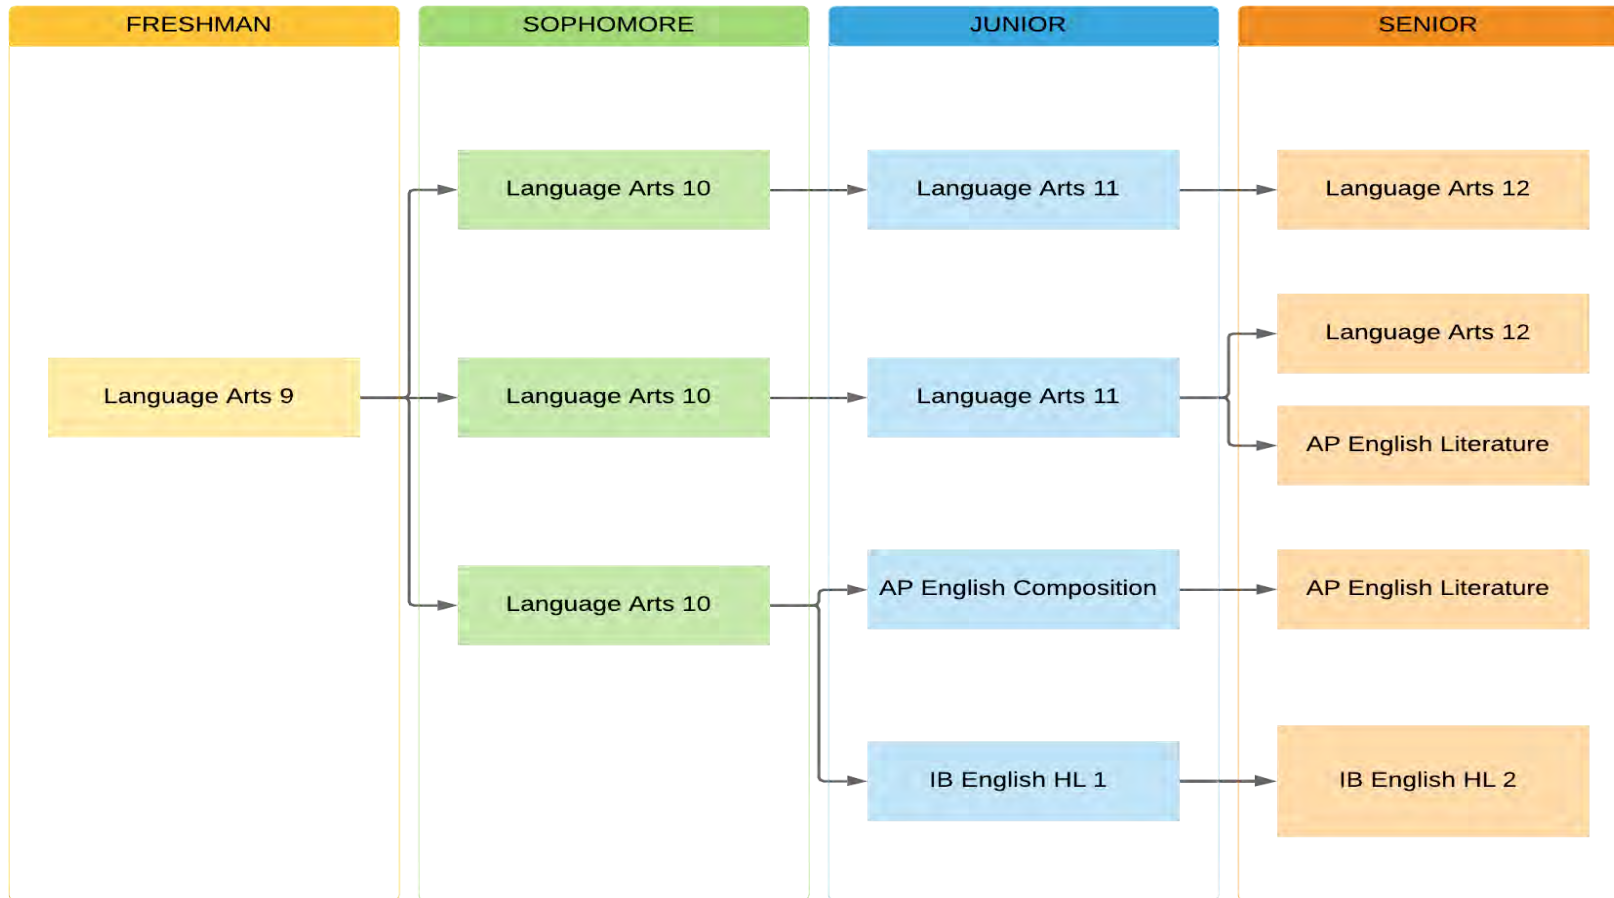 FRESHMAN
SOPHOMORE
JUNIOR
SENIOR
Language Arts 9
Language Arts 10
Language Arts 11
Language Arts 12
Language Arts 10
Language Arts 11
Language Arts 12
AP English Literature
Language Arts 10
AP English Composition
AP English Literature
IB English HL 1
IB English HL 2